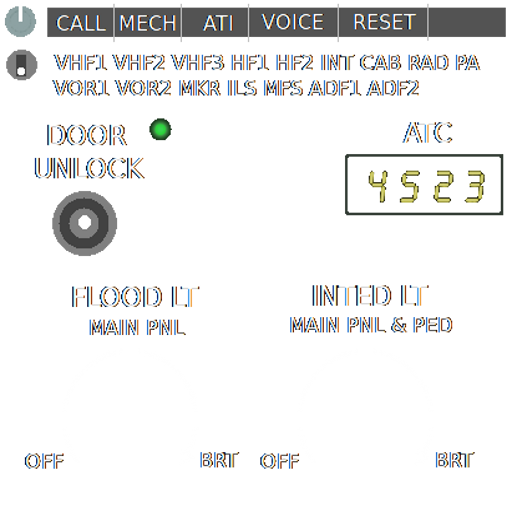 CALL MECH ATI VOICE RESET
VHF1 VHF2 VHF3 HF1 HF2 INT CAB RAD PA
VOR1 VOR2 MKR ILS MFS ADF1 ADF2
DOOR
UNLOCK
ATC
4523
FLOOD LT
MAIN PNL
INTED LT
MAIN PNL & PED
OFF BRT OFF BRT